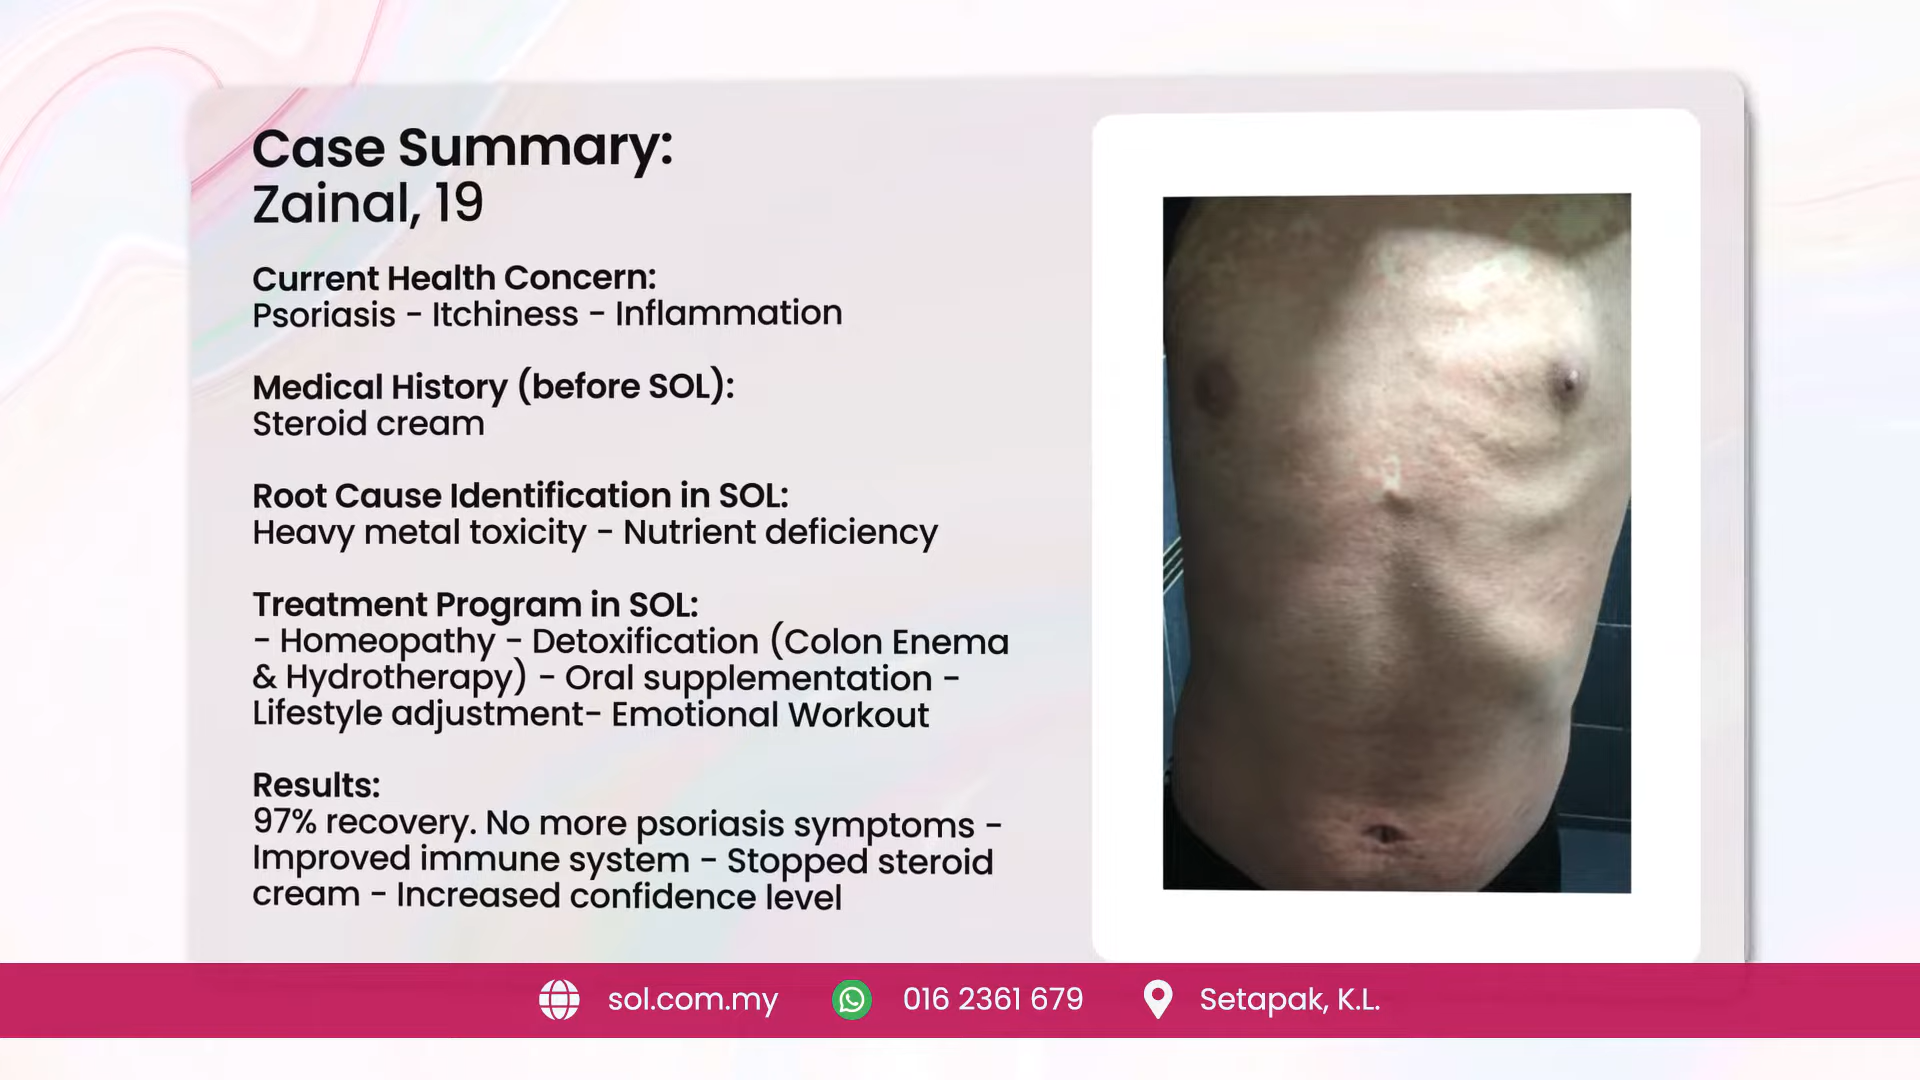 Case Summary:
Zainal, 19
Current Health Concern:
Psoriasis - Itchiness - Inflammation
Medical History (before SOL):
Steroid cream
Root Cause Identification in SOL:
Heavy metal toxicity - Nutrient deficiency
Treatment Program in SOL:
- Homeopathy - Detoxification (Colon Enema
& Hydrotherapy) - Oral supplementation -
Lifestyle adjustment- Emotional Workout
Results:
97% recovery. No more psoriasis symptoms -
Improved immune system - Stopped steroid
cream - Increased confidence level
sol.com.my 016 2361 679 Setapak, K.L.